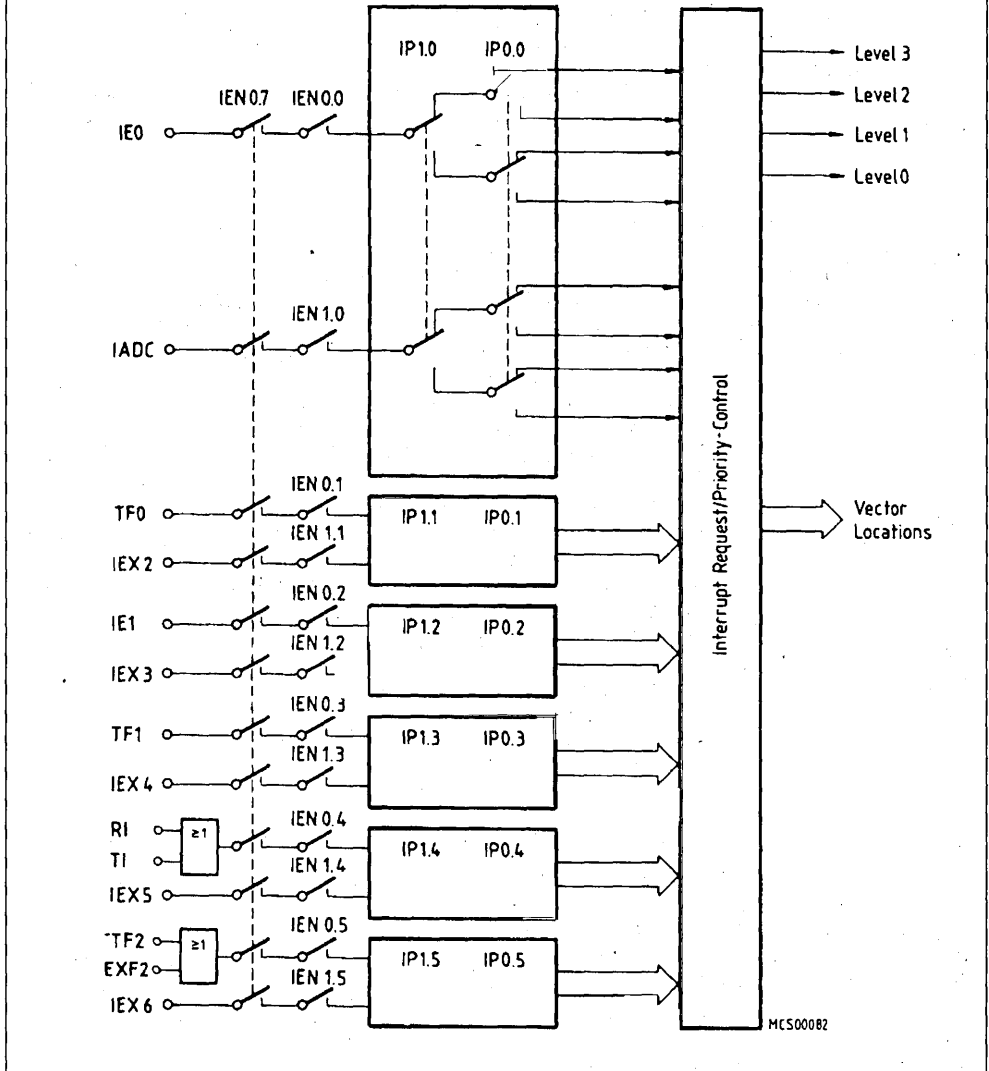 IP1.0 IP0.0
Level 3
Level 2
Level 1
Level 0
IEN 0.7 IEN 0.0
IE0
IEN 1.0
IADC
Interrupt Request/Priority-Control
IEN 0.1
TF0
IP1.1 IP0.1
Vector
Locations
IEN 1.1
IEX 2
IEN 0.2
IE1
IP1.2 IP0.2
IEN 1.2
IEX 3
IEN 0.3
TF1
IP1.3 IP0.3
IEN 1.3
IEX 4
IEN 0.4
RI
≥1
TI
IP1.4 IP0.4
IEN 1.4
IEX 5
IEN 0.5
TF2
≥1
EXF2
IP1.5 IP0.5
IEN 1.5
IEX 6
MCS00082